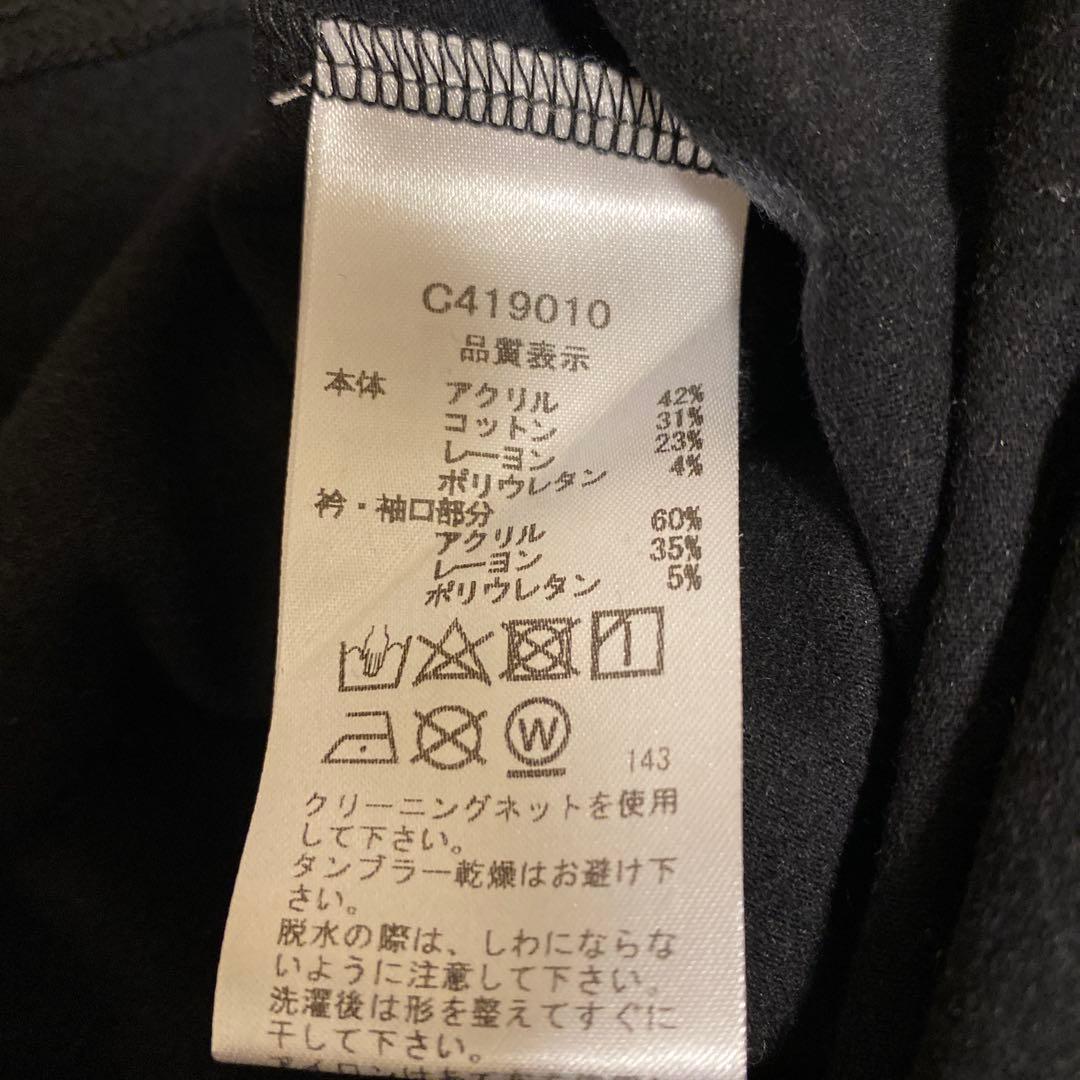 C419010
品質表示
本体 アクリル 42%
コットン 31%
レーヨン 23%
ポリウレタン 4%
衿・袖口部分
アクリル 60%
レーヨン 35%
ポリウレタン 5%
W
143
クリーニングネットを使用
して下さい。
タンブラー乾燥はお避け下
さい。
脱水の際は、しわにならな
いように注意して下さい。
洗濯後は形を整えてすぐに
干して下さい。